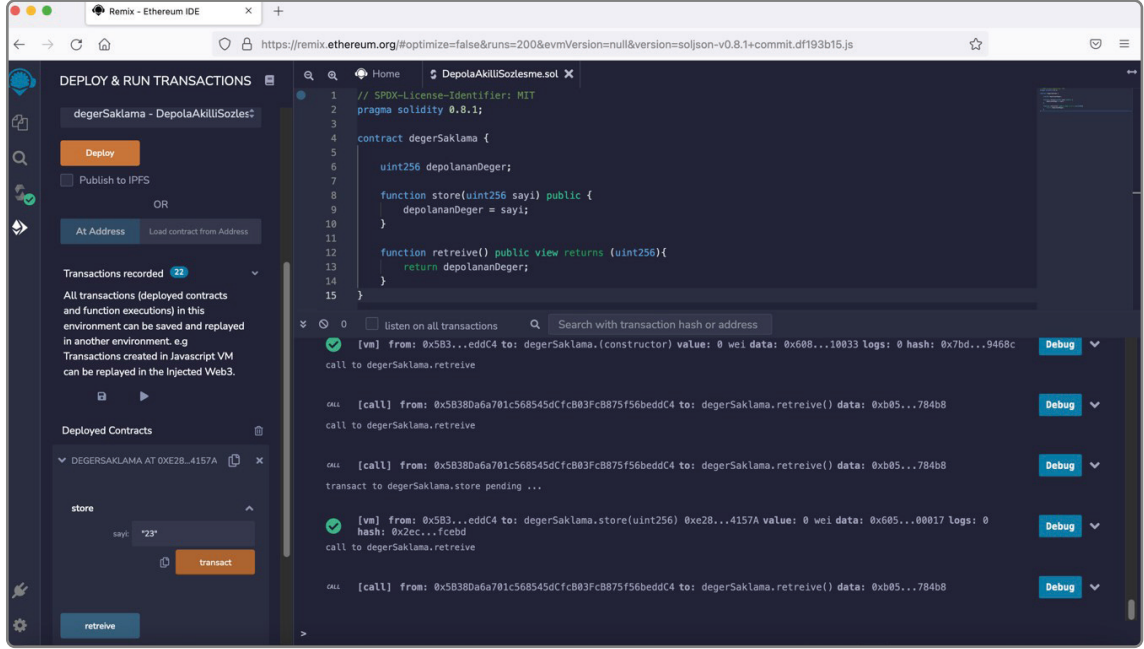 Remix - Ethereum IDE
https://remix.ethereum.org/#optimize=false&runs=200&evmVersion=null&version=soljson-v0.8.1+commit.df193b15.js
DEPLOY & RUN TRANSACTIONS
degerSaklama - DepolaAkilliSozles
Deploy
Publish to IPFS
OR
At Address
Load contract from Address
Transactions recorded 22
All transactions (deployed contracts
and function executions) in this
environment can be saved and replayed
in another environment. e.g
Transactions created in Javascript VM
can be replayed in the Injected Web3.
Deployed Contracts
DEGERSAKLAMA AT 0XE28...4157A
store
sayi: "23"
transact
retreive
Home
DepolaAkilliSozlesme.sol
1 // SPDX-License-Identifier: MIT
2 pragma solidity 0.8.1;
3
4 contract degerSaklama {
5
6 uint256 depolananDeger;
7
8 function store(uint256 sayi) public {
9 depolananDeger = sayi;
10 }
11
12 function retreive() public view returns (uint256){
13 return depolananDeger;
14 }
15 }
0 listen on all transactions Search with transaction hash or address
[vm] from: 0x5B3...eddC4 to: degerSaklama.(constructor) value: 0 wei data: 0x608...10033 logs: 0 hash: 0x7bd...9468c Debug
call to degerSaklama.retreive
CALL [call] from: 0x5B38Da6a701c568545dCfcB03FcB875f56beddC4 to: degerSaklama.retreive() data: 0xb05...784b8 Debug
call to degerSaklama.retreive
CALL [call] from: 0x5B38Da6a701c568545dCfcB03FcB875f56beddC4 to: degerSaklama.retreive() data: 0xb05...784b8 Debug
transact to degerSaklama.store pending ...
[vm] from: 0x5B3...eddC4 to: degerSaklama.store(uint256) 0xe28...4157A value: 0 wei data: 0x605...00017 logs: 0 Debug
hash: 0x2ec...fcebd
call to degerSaklama.retreive
CALL [call] from: 0x5B38Da6a701c568545dCfcB03FcB875f56beddC4 to: degerSaklama.retreive() data: 0xb05...784b8 Debug
>